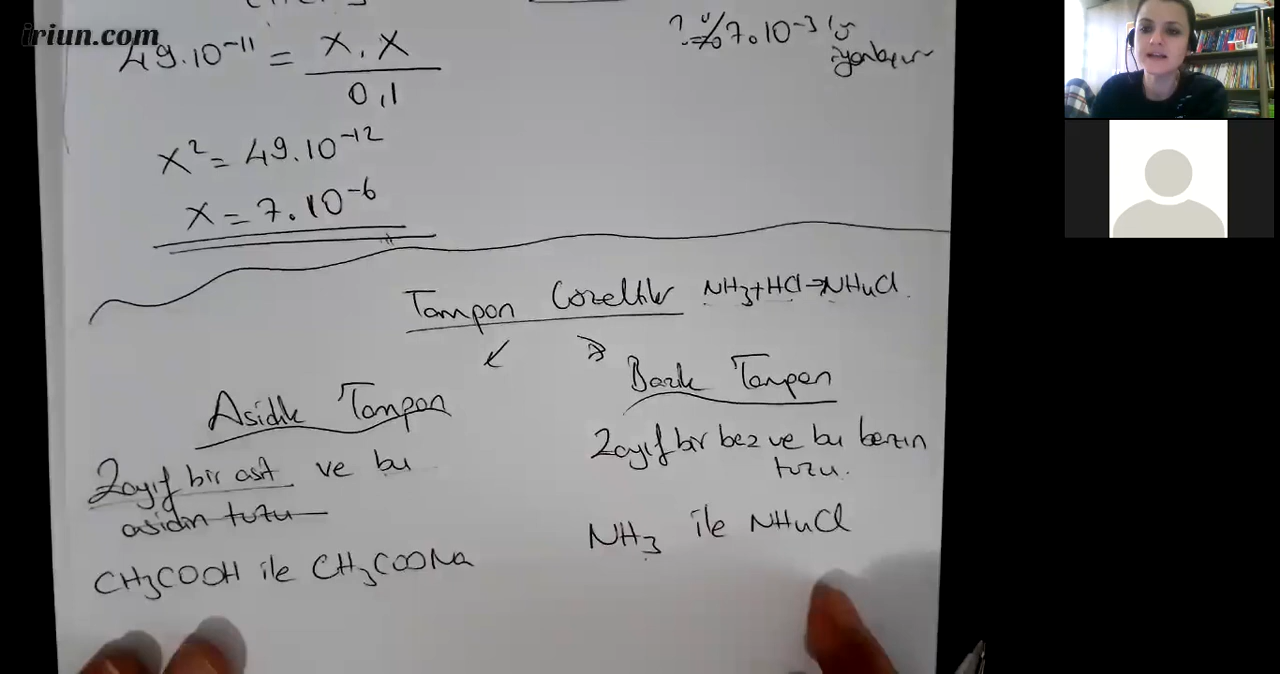 iriun.com
49.10⁻¹¹ = x.x / 0,1
? %7.10⁻³'ü
x² = 49.10⁻¹²
x = 7.10⁻⁶
Tampon Çözeltiler NH₃+HCl→NH4Cl
Asidik Tampon
Zayıf bir asit ve bu
asidin tuzu
CH₃COOH ile CH₃COONa
Bazik Tampon
Zayıf bir baz ve bu bazın
tuzu.
NH₃ ile NH4Cl